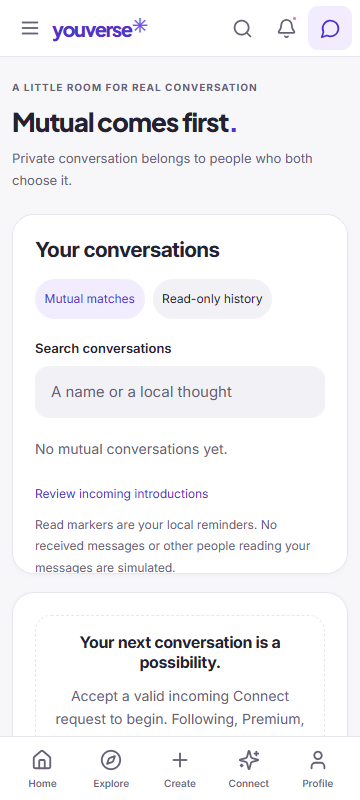 youverse
A LITTLE ROOM FOR REAL CONVERSATION
Mutual comes first.
Private conversation belongs to people who both
choose it.
Your conversations
Mutual matches
Read-only history
Search conversations
A name or a local thought
No mutual conversations yet.
Review incoming introductions
Read markers are your local reminders. No
received messages or other people reading your
messages are simulated.
Your next conversation is a
possibility.
Accept a valid incoming Connect
request to begin. Following, Premium,
Home
Explore
Create
Connect
Profile